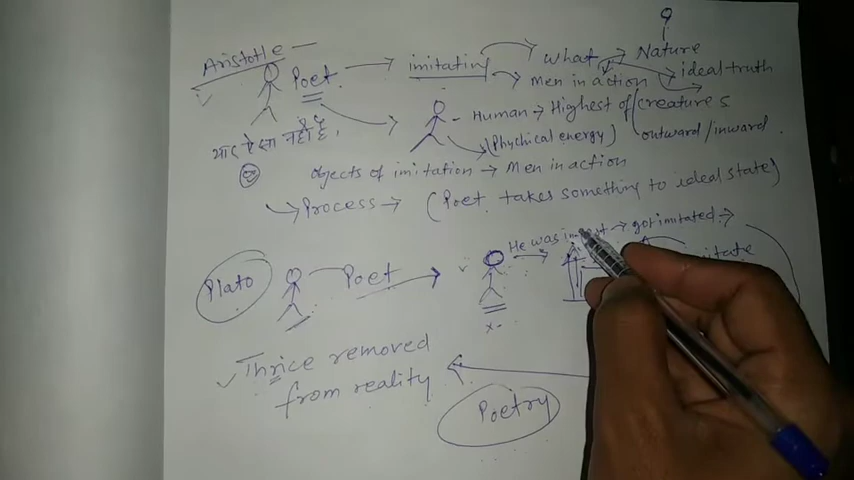 Aristotle —
Poet. → imitating → what → Nature
Men in action → ideal truth
- Human → Highest of creatures
(Phychical energy) outward/inward.
यार ऐसा नहीं है।
objects of imitation → Men in action
Process → (Poet takes something to ideal state)
He was → got imitated →
Plato Poet →
x
Thrice removed
from reality
Poetry